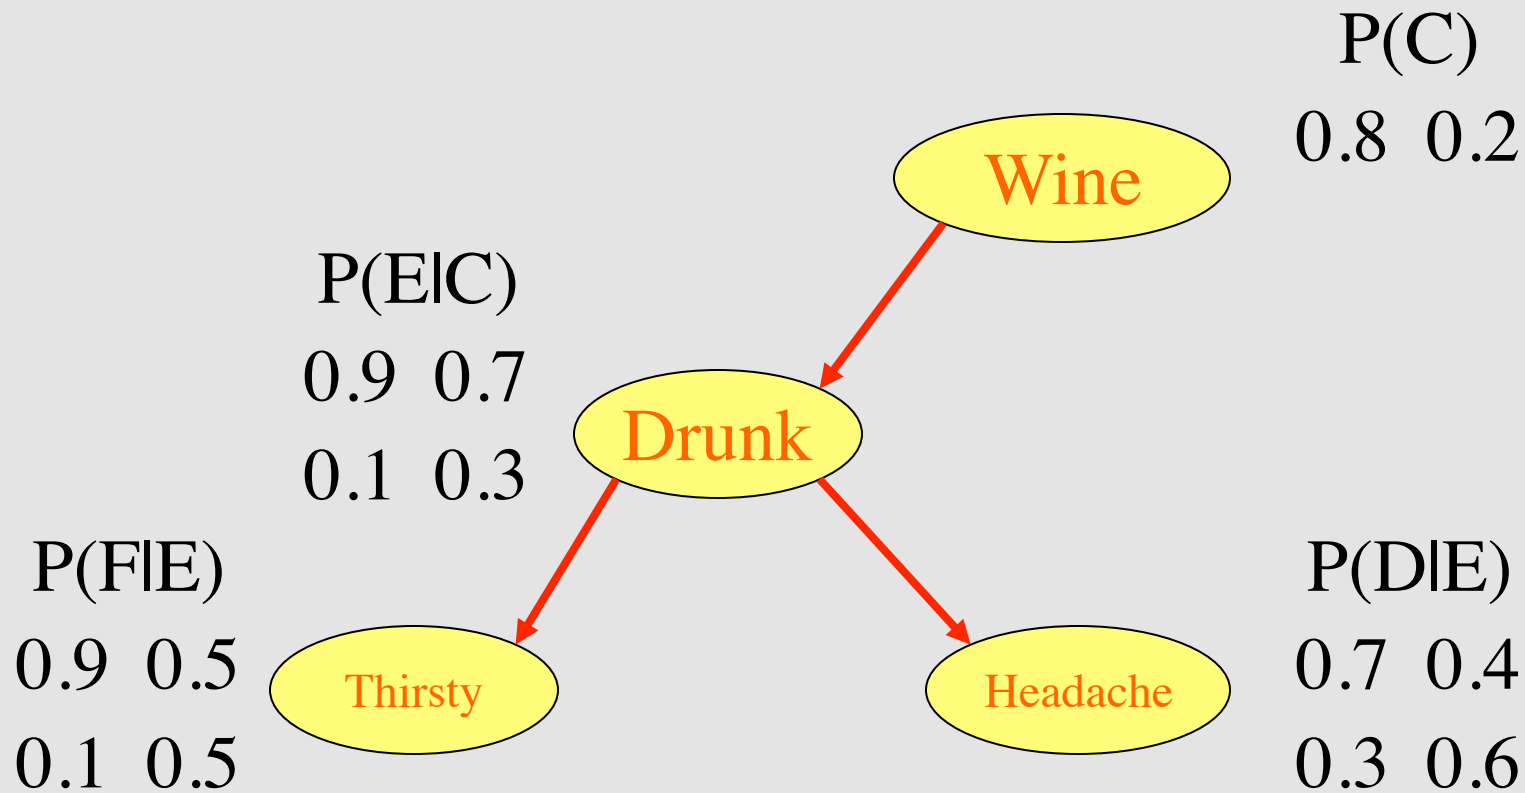 P(C)
0.8 0.2
Wine
P(E|C)
0.9 0.7
0.1 0.3
Drunk
P(F|E)
0.9 0.5
0.1 0.5
Thirsty
Headache
P(D|E)
0.7 0.4
0.3 0.6